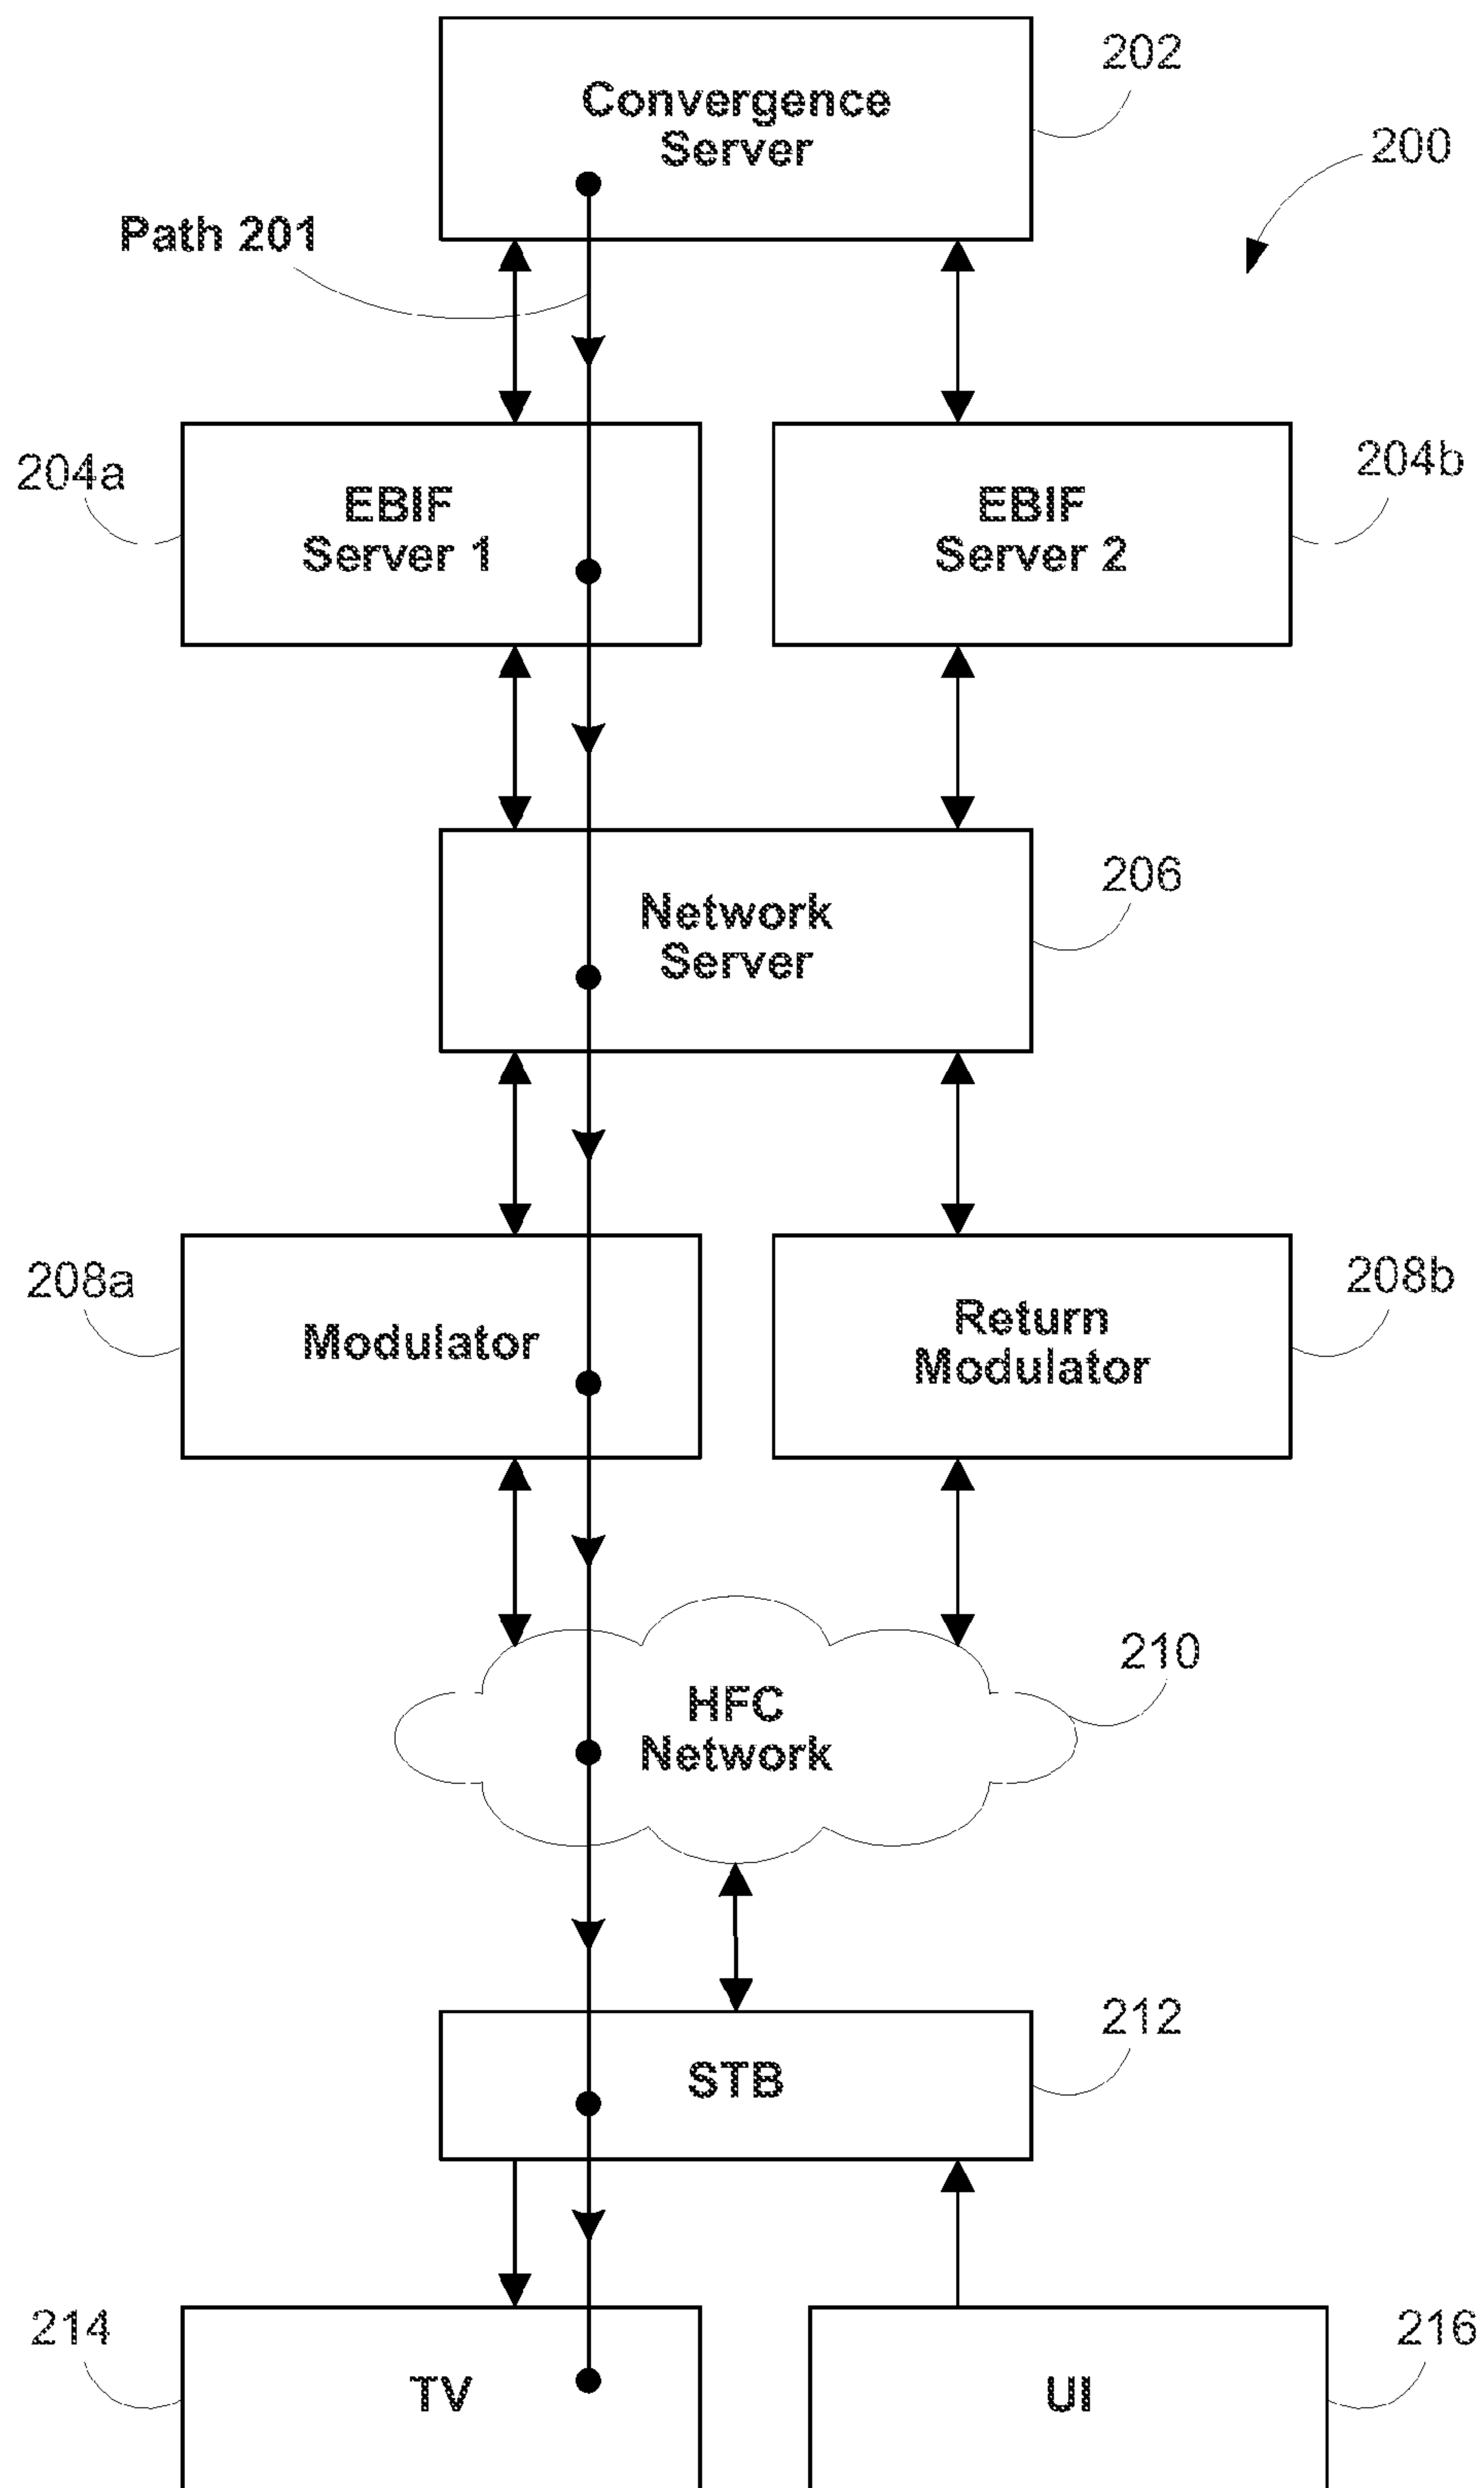 202
Convergence
Server
200
Path 201
204a
EBIF
Server 1
EBIF
Server 2
204b
206
Network
Server
208a
Modulator
Return
Modulator
208b
210
HFC
Network
212
STB
214
TV
UI
216